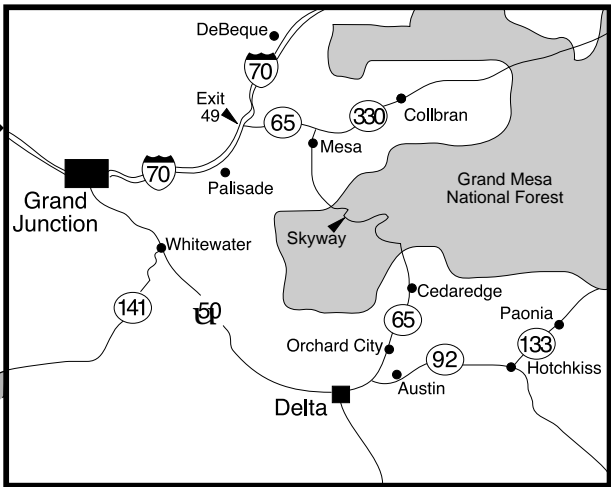 DeBeque
70
Exit
49
65
330
Collbran
Mesa
70
Palisade
Grand
Junction
Grand Mesa
National Forest
Skyway
Whitewater
Cedaredge
141
50
65
Paonia
133
Orchard City
92
Hotchkiss
Austin
Delta